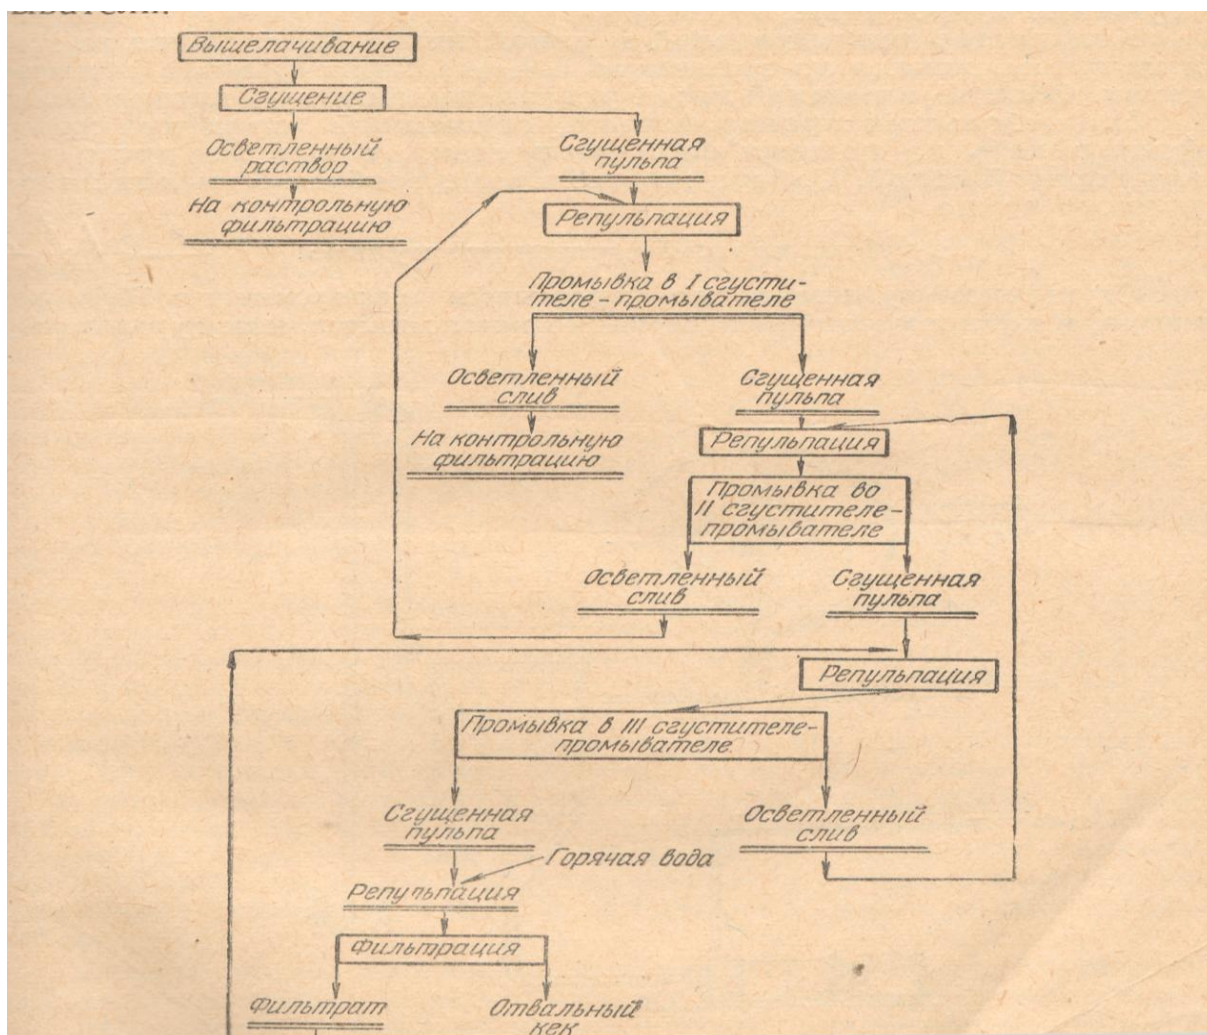 Выщелачивание
Сгущение
Осветленный
раствор
На контрольную
фильтрацию
Сгущенная
пульпа
Репульпация
Промывка в I сгусти-
теле-промывателе
Осветленный
слив
На контрольную
фильтрацию
Сгущенная
пульпа
Репульпация
Промывка во
II сгустителе-
промывателе
Осветленный
слив
Сгущенная
пульпа
Репульпация
Промывка в III сгустителе-
промывателе.
Сгущенная
пульпа
Осветленный
слив
Горячая вода
Репульпация
Фильтрация
Фильтрат
Отвальный
кек